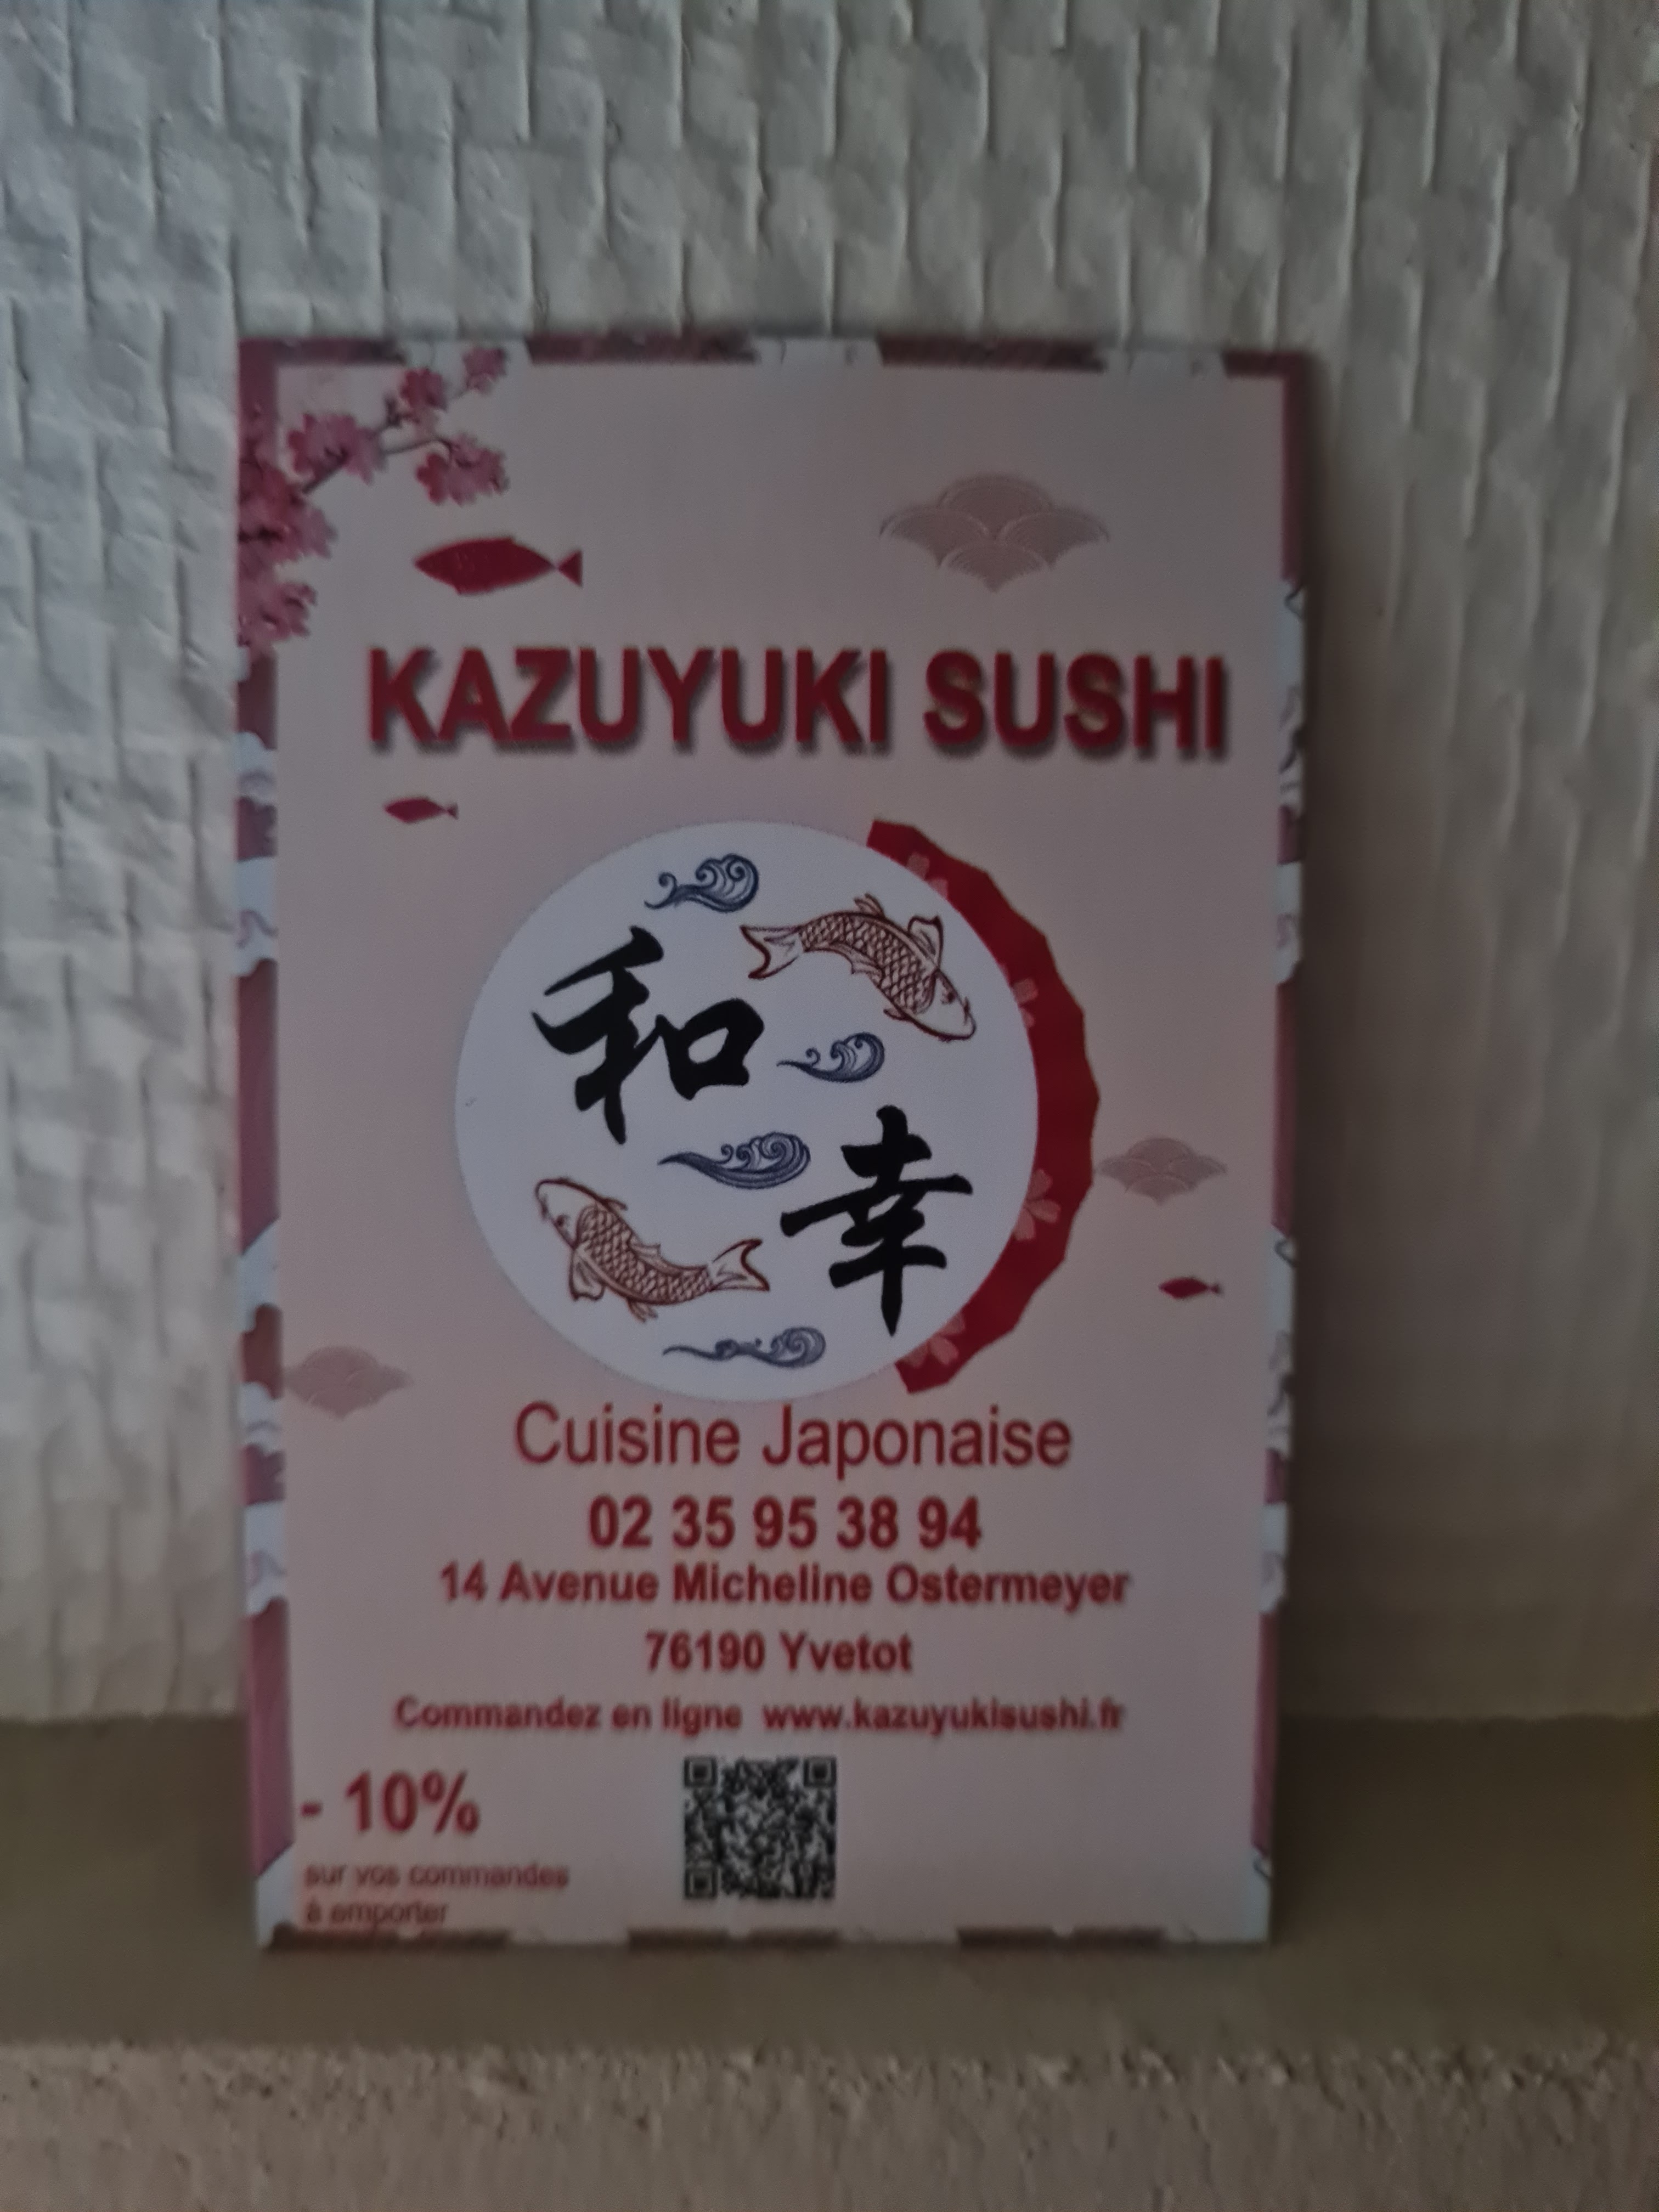 KAZUYUKI SUSHI
和
幸
Cuisine Japonaise
02 35 95 38 94
14 Avenue Micheline Ostermeyer
76190 Yvetot
Commandez en ligne www.kazuyukisushi.fr
- 10%
sur vos commandes
à emporter